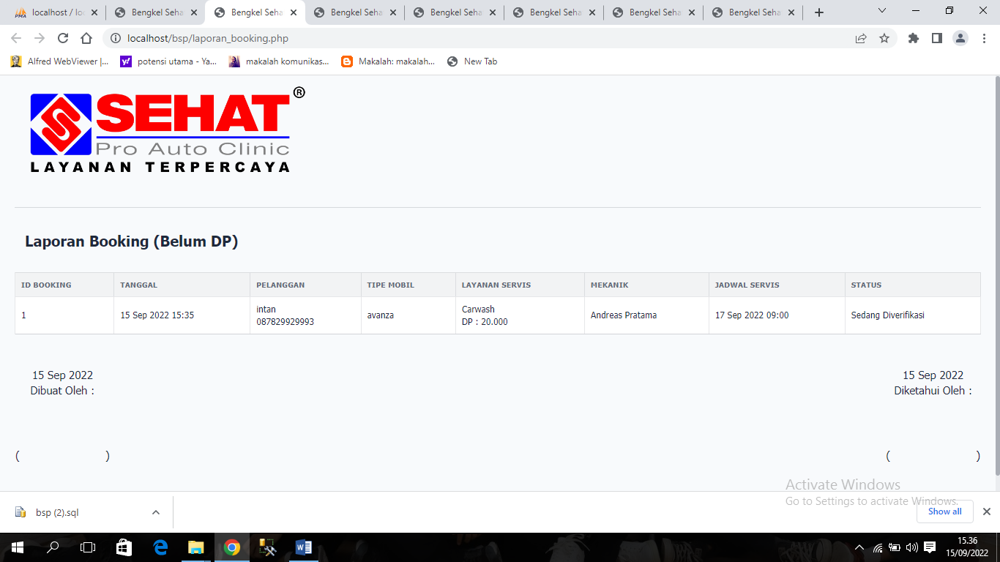 localhost / loc
Bengkel Seha
Bengkel Seha
Bengkel Seha
Bengkel Seha
Bengkel Seha
Bengkel Seha
Bengkel Seha
localhost/bsp/laporan_booking.php
Alfred WebViewer |...
potensi utama - Ya...
makalah komunikas...
Makalah: makalah...
New Tab
SEHAT ®
Pro Auto Clinic
LAYANAN TERPERCAYA
Laporan Booking (Belum DP)
ID BOOKING TANGGAL PELANGGAN TIPE MOBIL LAYANAN SERVIS MEKANIK JADWAL SERVIS STATUS
1 15 Sep 2022 15:35 intan avanza Carwash Andreas Pratama 17 Sep 2022 09:00 Sedang Diverifikasi
087829929993 DP : 20.000
15 Sep 2022 15 Sep 2022
Dibuat Oleh : Diketahui Oleh :
( ) ( )
Activate Windows
Go to Settings to activate Windows.
bsp (2).sql
Show all
15.36
15/09/2022